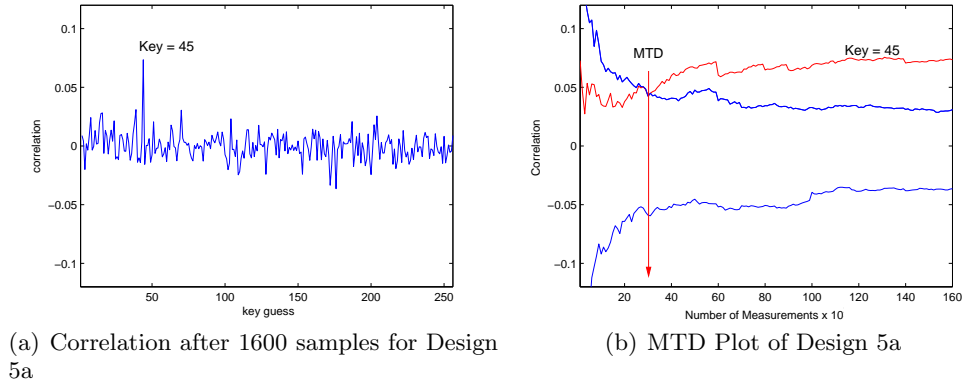 0.1
0.05
0
−0.05
−0.1
correlation
Key = 45
50
100
150
200
250
key guess
(a) Correlation after 1600 samples for Design
5a
0.1
0.05
0
−0.05
−0.1
Correlation
MTD
Key = 45
20
40
60
80
100
120
140
160
Number of Measurements x 10
(b) MTD Plot of Design 5a